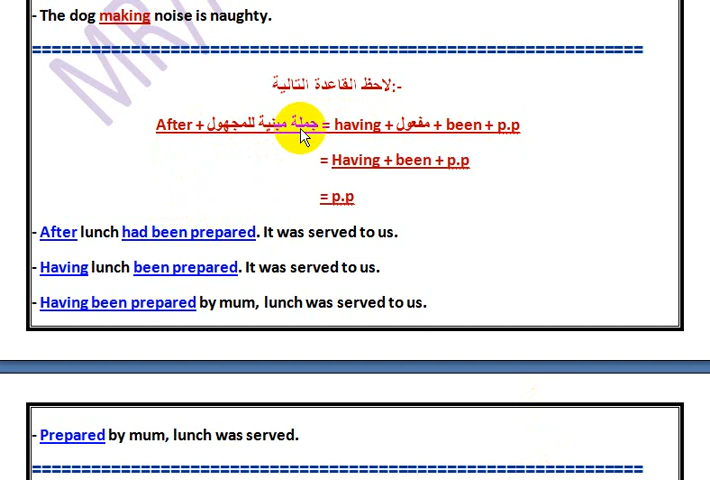 - The dog making noise is naughty.
==============================================================
لاحظ القاعدة التالية:-
After + جملة مبنية للمجهول = having + مفعول + been + p.p
= Having + been + p.p
= p.p
- After lunch had been prepared. It was served to us.
- Having lunch been prepared. It was served to us.
- Having been prepared by mum, lunch was served to us.
- Prepared by mum, lunch was served.
==============================================================